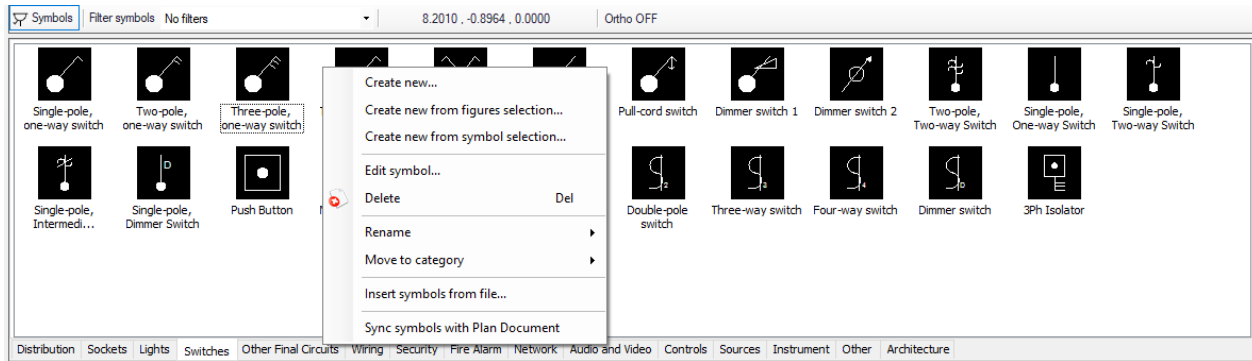 Symbols Filter symbols No filters 8.2010 , -0.8964 , 0.0000 Ortho OFF
Single-pole, one-way switch
Two-pole, one-way switch
Three-pole, one-way switch
Pull-cord switch
Dimmer switch 1
Dimmer switch 2
Two-pole, Two-way Switch
Single-pole, One-Way Switch
Single-pole, Two-way Switch
Create new...
Create new from figures selection...
Create new from symbol selection...
Edit symbol...
Delete Del
Rename
Move to category
Insert symbols from file...
Sync symbols with Plan Document
D
2
3
4
D
Single-pole, Intermedi...
Single-pole, Dimmer Switch
Push Button
Double-pole switch
Three-way switch
Four-way switch
Dimmer switch
3Ph Isolator
Distribution Sockets Lights Switches Other Final Circuits Wiring Security Fire Alarm Network Audio and Video Controls Sources Instrument Other Architecture